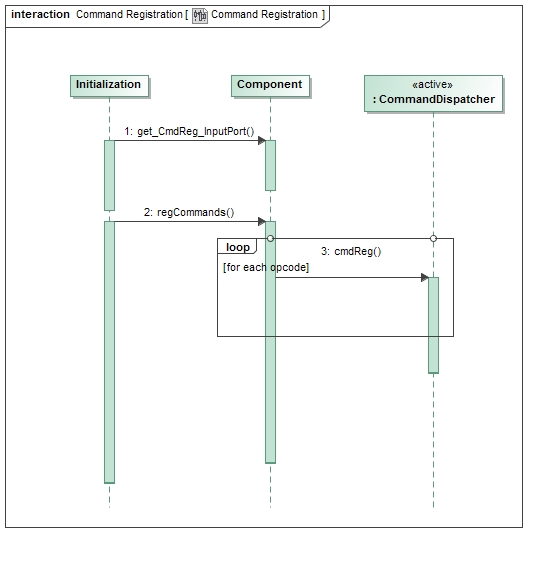 interaction Command Registration [ Command Registration ]
Initialization
Component
«active»
: CommandDispatcher
1: get_CmdReg_InputPort()
2: regCommands()
loop
3: cmdReg()
[for each opcode]